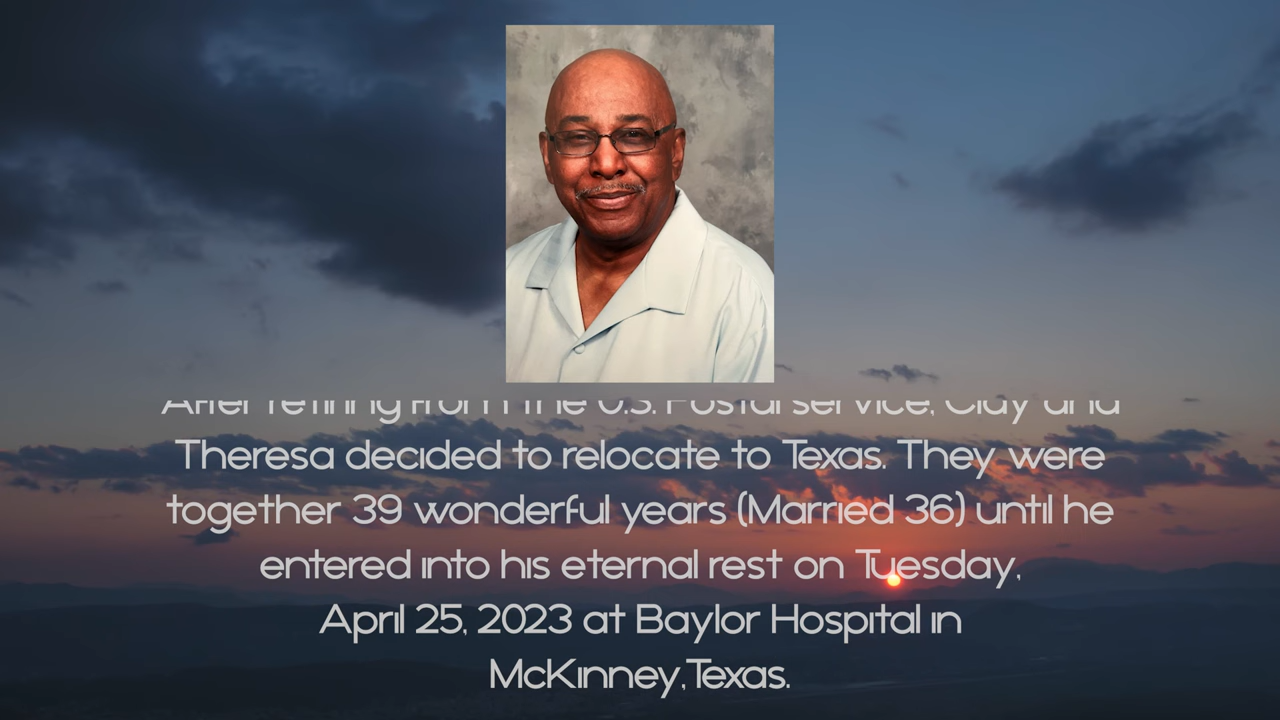 After retiring from the U.S. Postal service, Clay and
Theresa decided to relocate to Texas. They were
together 39 wonderful years (Married 36) until he
entered into his eternal rest on Tuesday,
April 25, 2023 at Baylor Hospital in
McKinney,Texas.